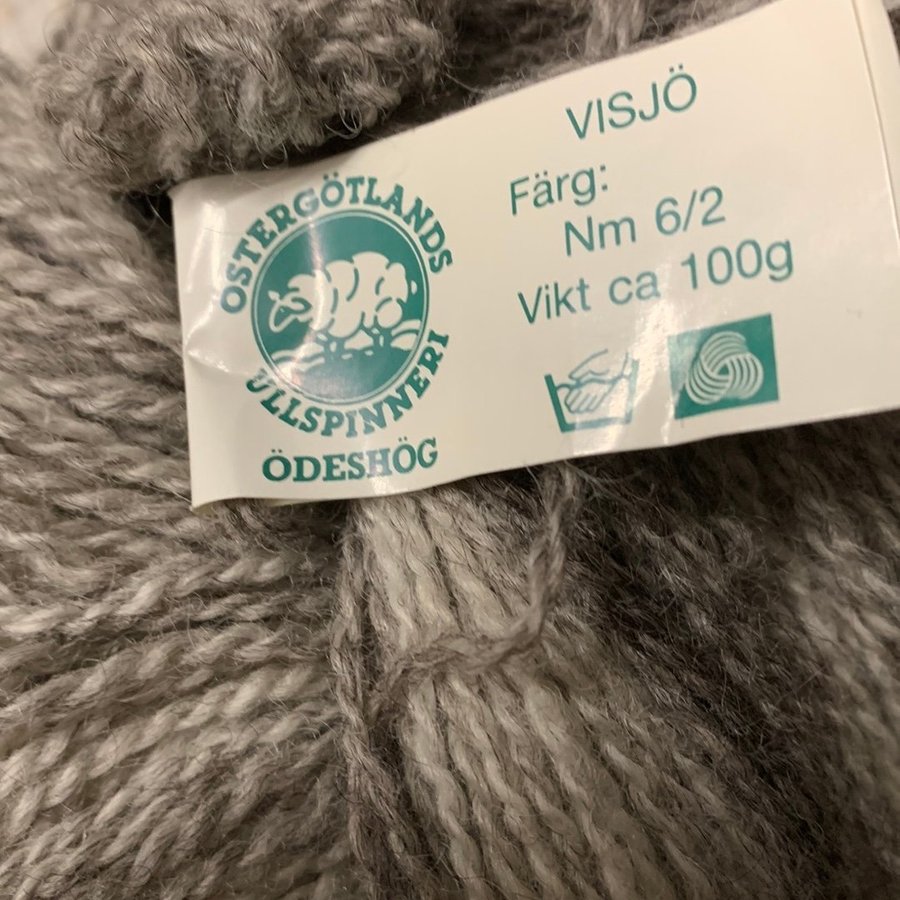 ÖSTERGÖTLANDS
ULLSPINNERI
ÖDESHÖG
VISJÖ
Färg:
Nm 6/2
Vikt ca 100g